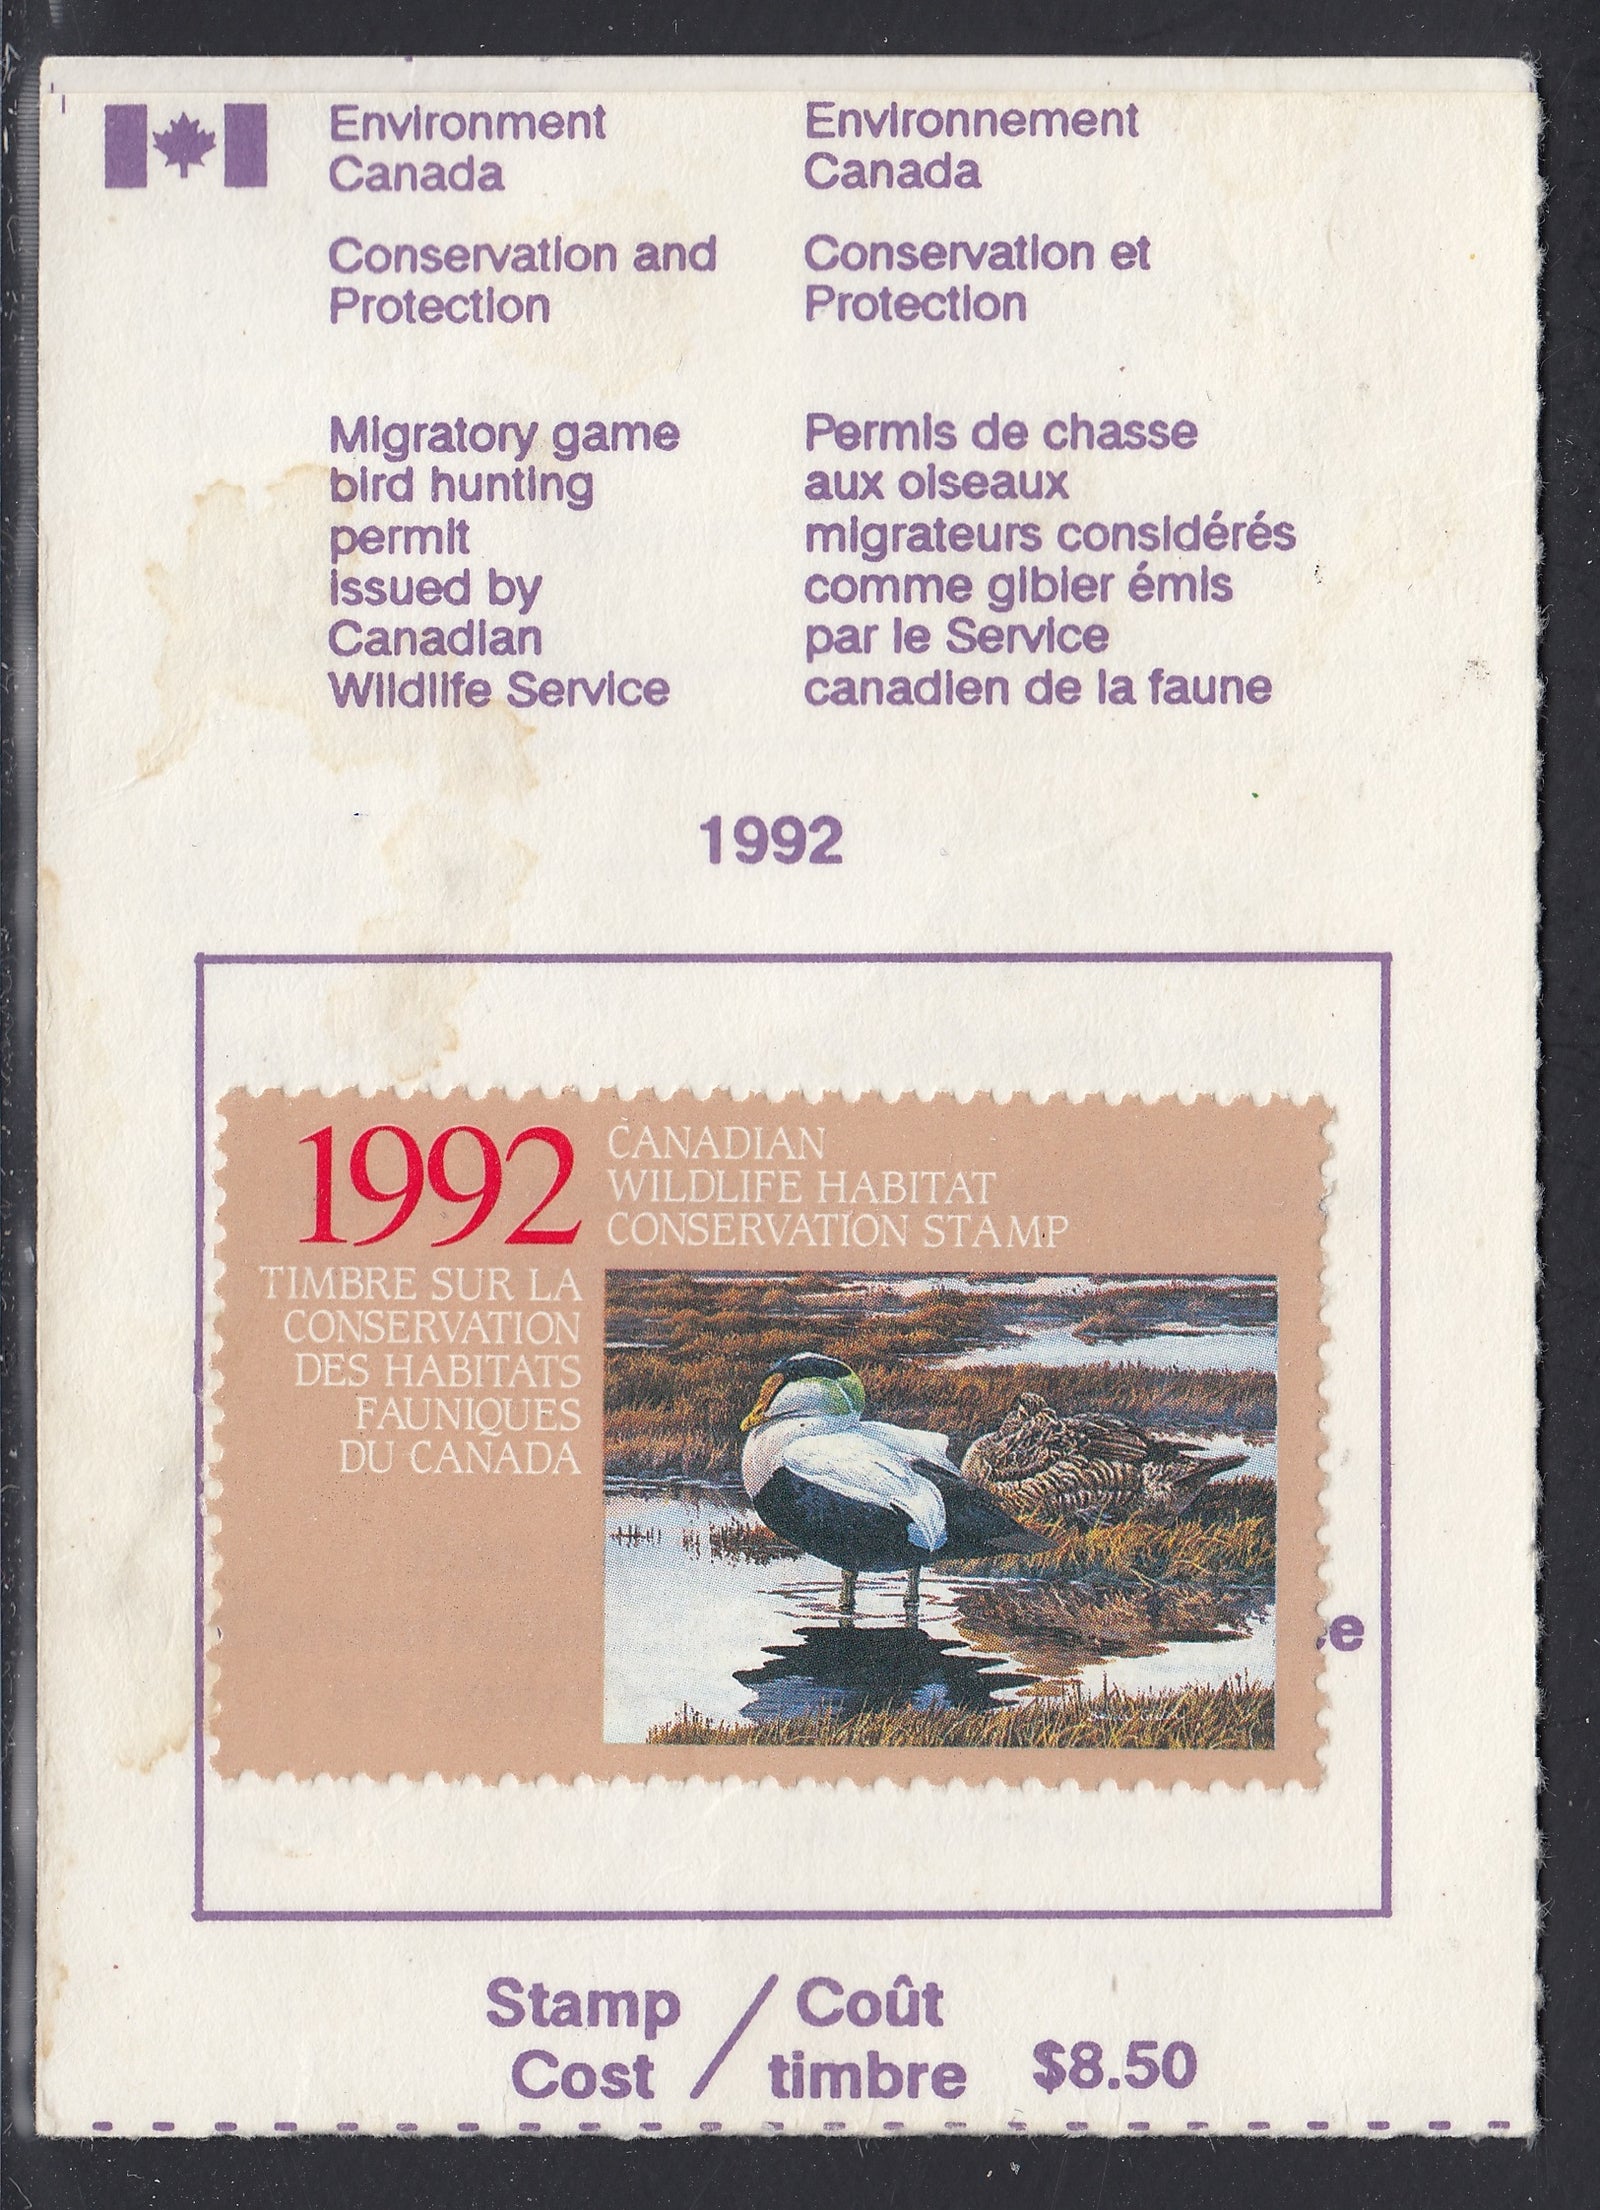 Environment
Canada
Conservation and
Protection
Migratory game
bird hunting
permit
issued by
Canadian
Wildlife Service
Environnement
Canada
Conservation et
Protection
Permis de chasse
aux oiseaux
migrateurs considérés
comme gibier émis
par le Service
canadien de la faune
1992
1992
CANADIAN
WILDLIFE HABITAT
CONSERVATION STAMP
TIMBRE SUR LA
CONSERVATION
DES HABITATS
FAUNIQUES
DU CANADA
e
Stamp / Coût
Cost / timbre $8.50